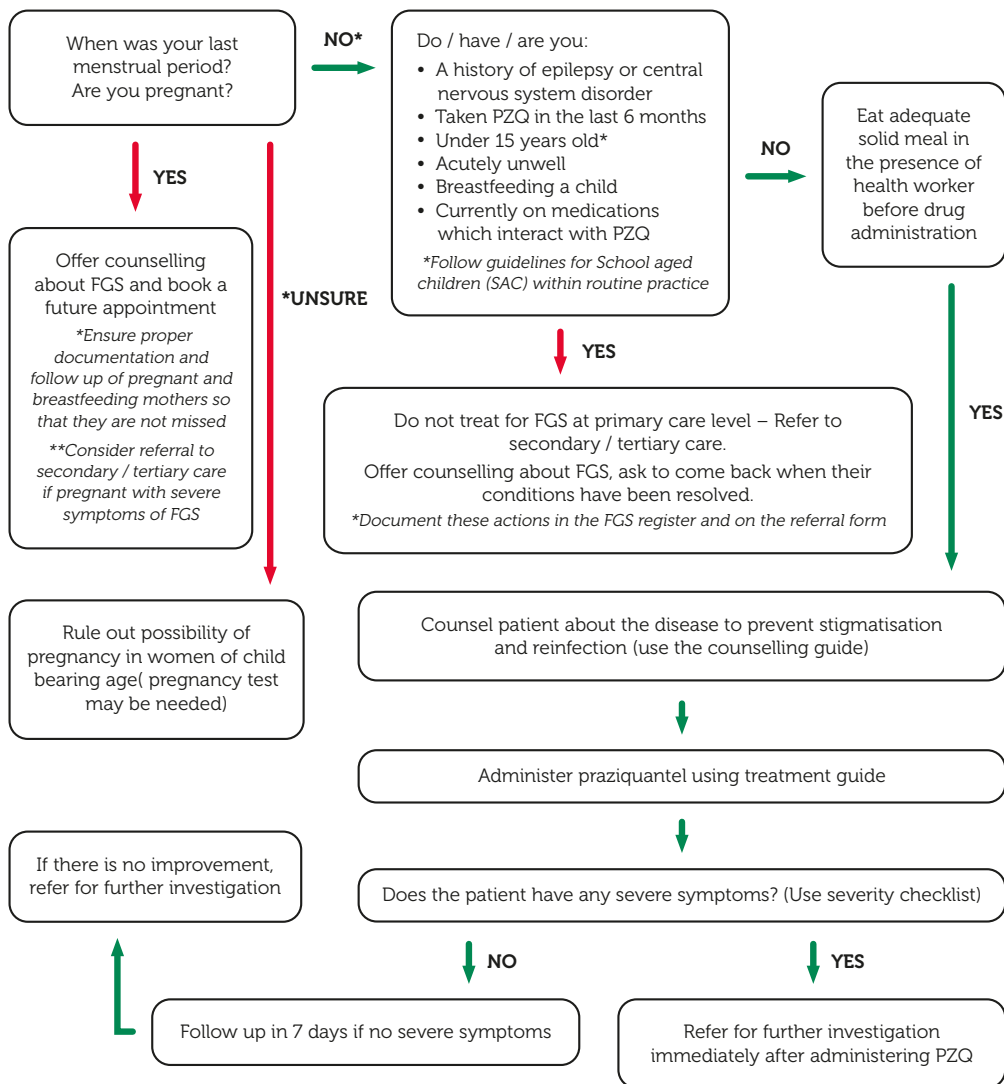 When was your last
menstrual period?
Are you pregnant?
NO*
Do / have / are you:
• A history of epilepsy or central
nervous system disorder
• Taken PZQ in the last 6 months
• Under 15 years old*
• Acutely unwell
• Breastfeeding a child
• Currently on medications
which interact with PZQ
*Follow guidelines for School aged
children (SAC) within routine practice
NO
Eat adequate
solid meal in
the presence of
health worker
before drug
administration
YES
Offer counselling
about FGS and book a
future appointment
*Ensure proper
documentation and
follow up of pregnant and
breastfeeding mothers so
that they are not missed
**Consider referral to
secondary / tertiary care
if pregnant with severe
symptoms of FGS
*UNSURE
YES
Do not treat for FGS at primary care level – Refer to
secondary / tertiary care.
Offer counselling about FGS, ask to come back when their
conditions have been resolved.
*Document these actions in the FGS register and on the referral form
YES
Rule out possibility of
pregnancy in women of child
bearing age( pregnancy test
may be needed)
Counsel patient about the disease to prevent stigmatisation
and reinfection (use the counselling guide)
Administer praziquantel using treatment guide
Does the patient have any severe symptoms? (Use severity checklist)
If there is no improvement,
refer for further investigation
NO
YES
Follow up in 7 days if no severe symptoms
Refer for further investigation
immediately after administering PZQ